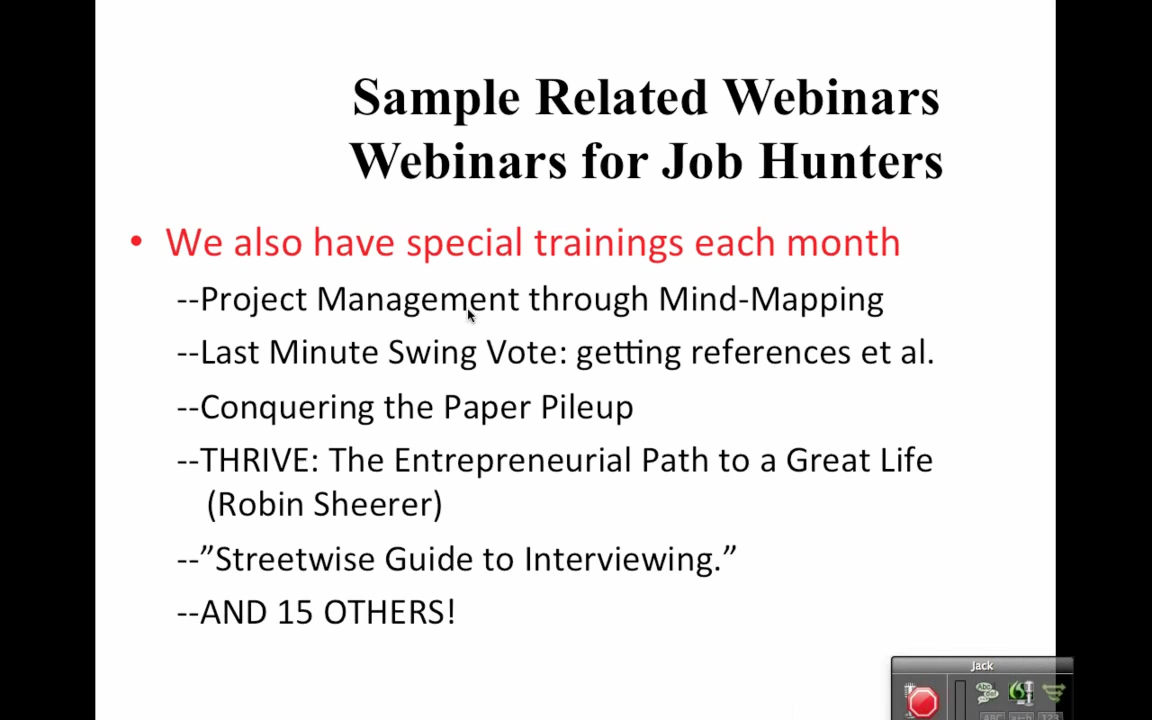 Sample Related Webinars
Webinars for Job Hunters
• We also have special trainings each month
--Project Management through Mind-Mapping
--Last Minute Swing Vote: getting references et al.
--Conquering the Paper Pileup
--THRIVE: The Entrepreneurial Path to a Great Life
(Robin Sheerer)
--”Streetwise Guide to Interviewing.”
--AND 15 OTHERS!
Jack